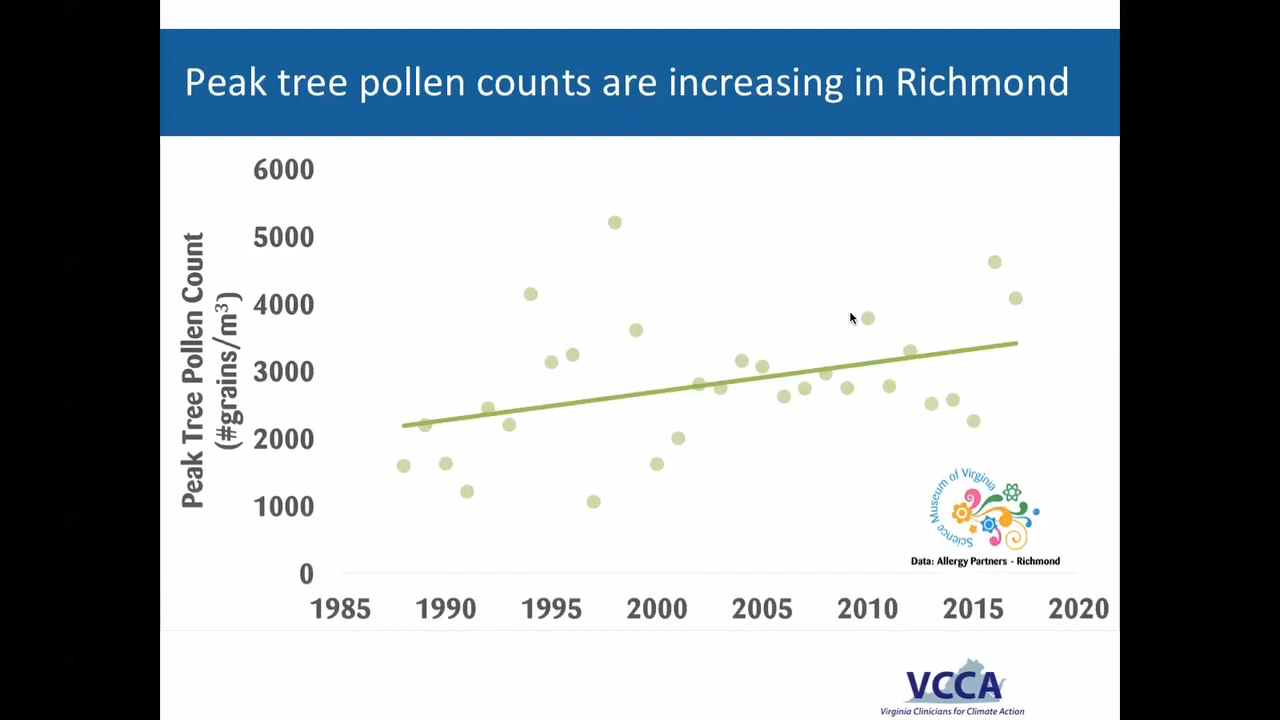 Peak tree pollen counts are increasing in Richmond
6000
5000
4000
3000
2000
1000
0
Peak Tree Pollen Count
(#grains/m³)
1985 1990 1995 2000 2005 2010 2015 2020
Science Museum of Virginia
Data: Allergy Partners - Richmond
VCCA
Virginia Clinicians for Climate Action